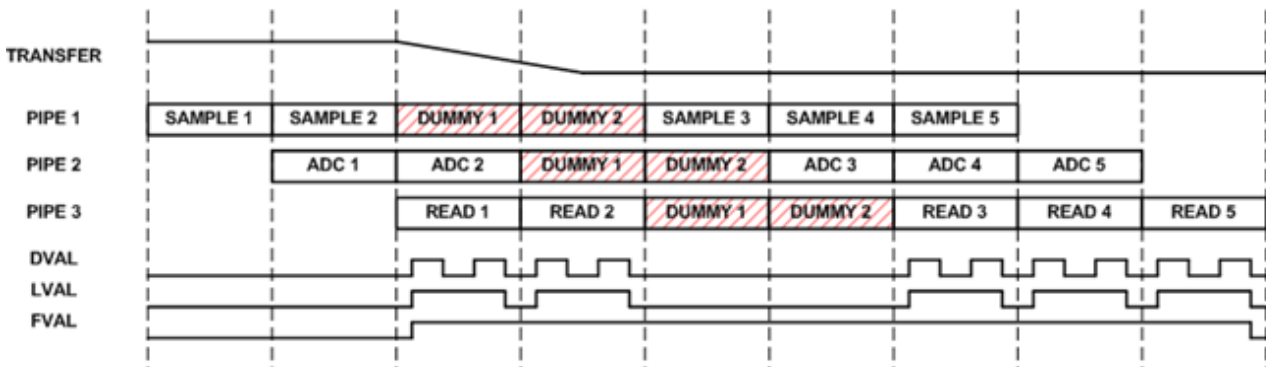 TRANSFER
PIPE 1 SAMPLE 1 SAMPLE 2 DUMMY 1 DUMMY 2 SAMPLE 3 SAMPLE 4 SAMPLE 5
PIPE 2 ADC 1 ADC 2 DUMMY 1 DUMMY 2 ADC 3 ADC 4 ADC 5
PIPE 3 READ 1 READ 2 DUMMY 1 DUMMY 2 READ 3 READ 4 READ 5
DVAL
LVAL
FVAL